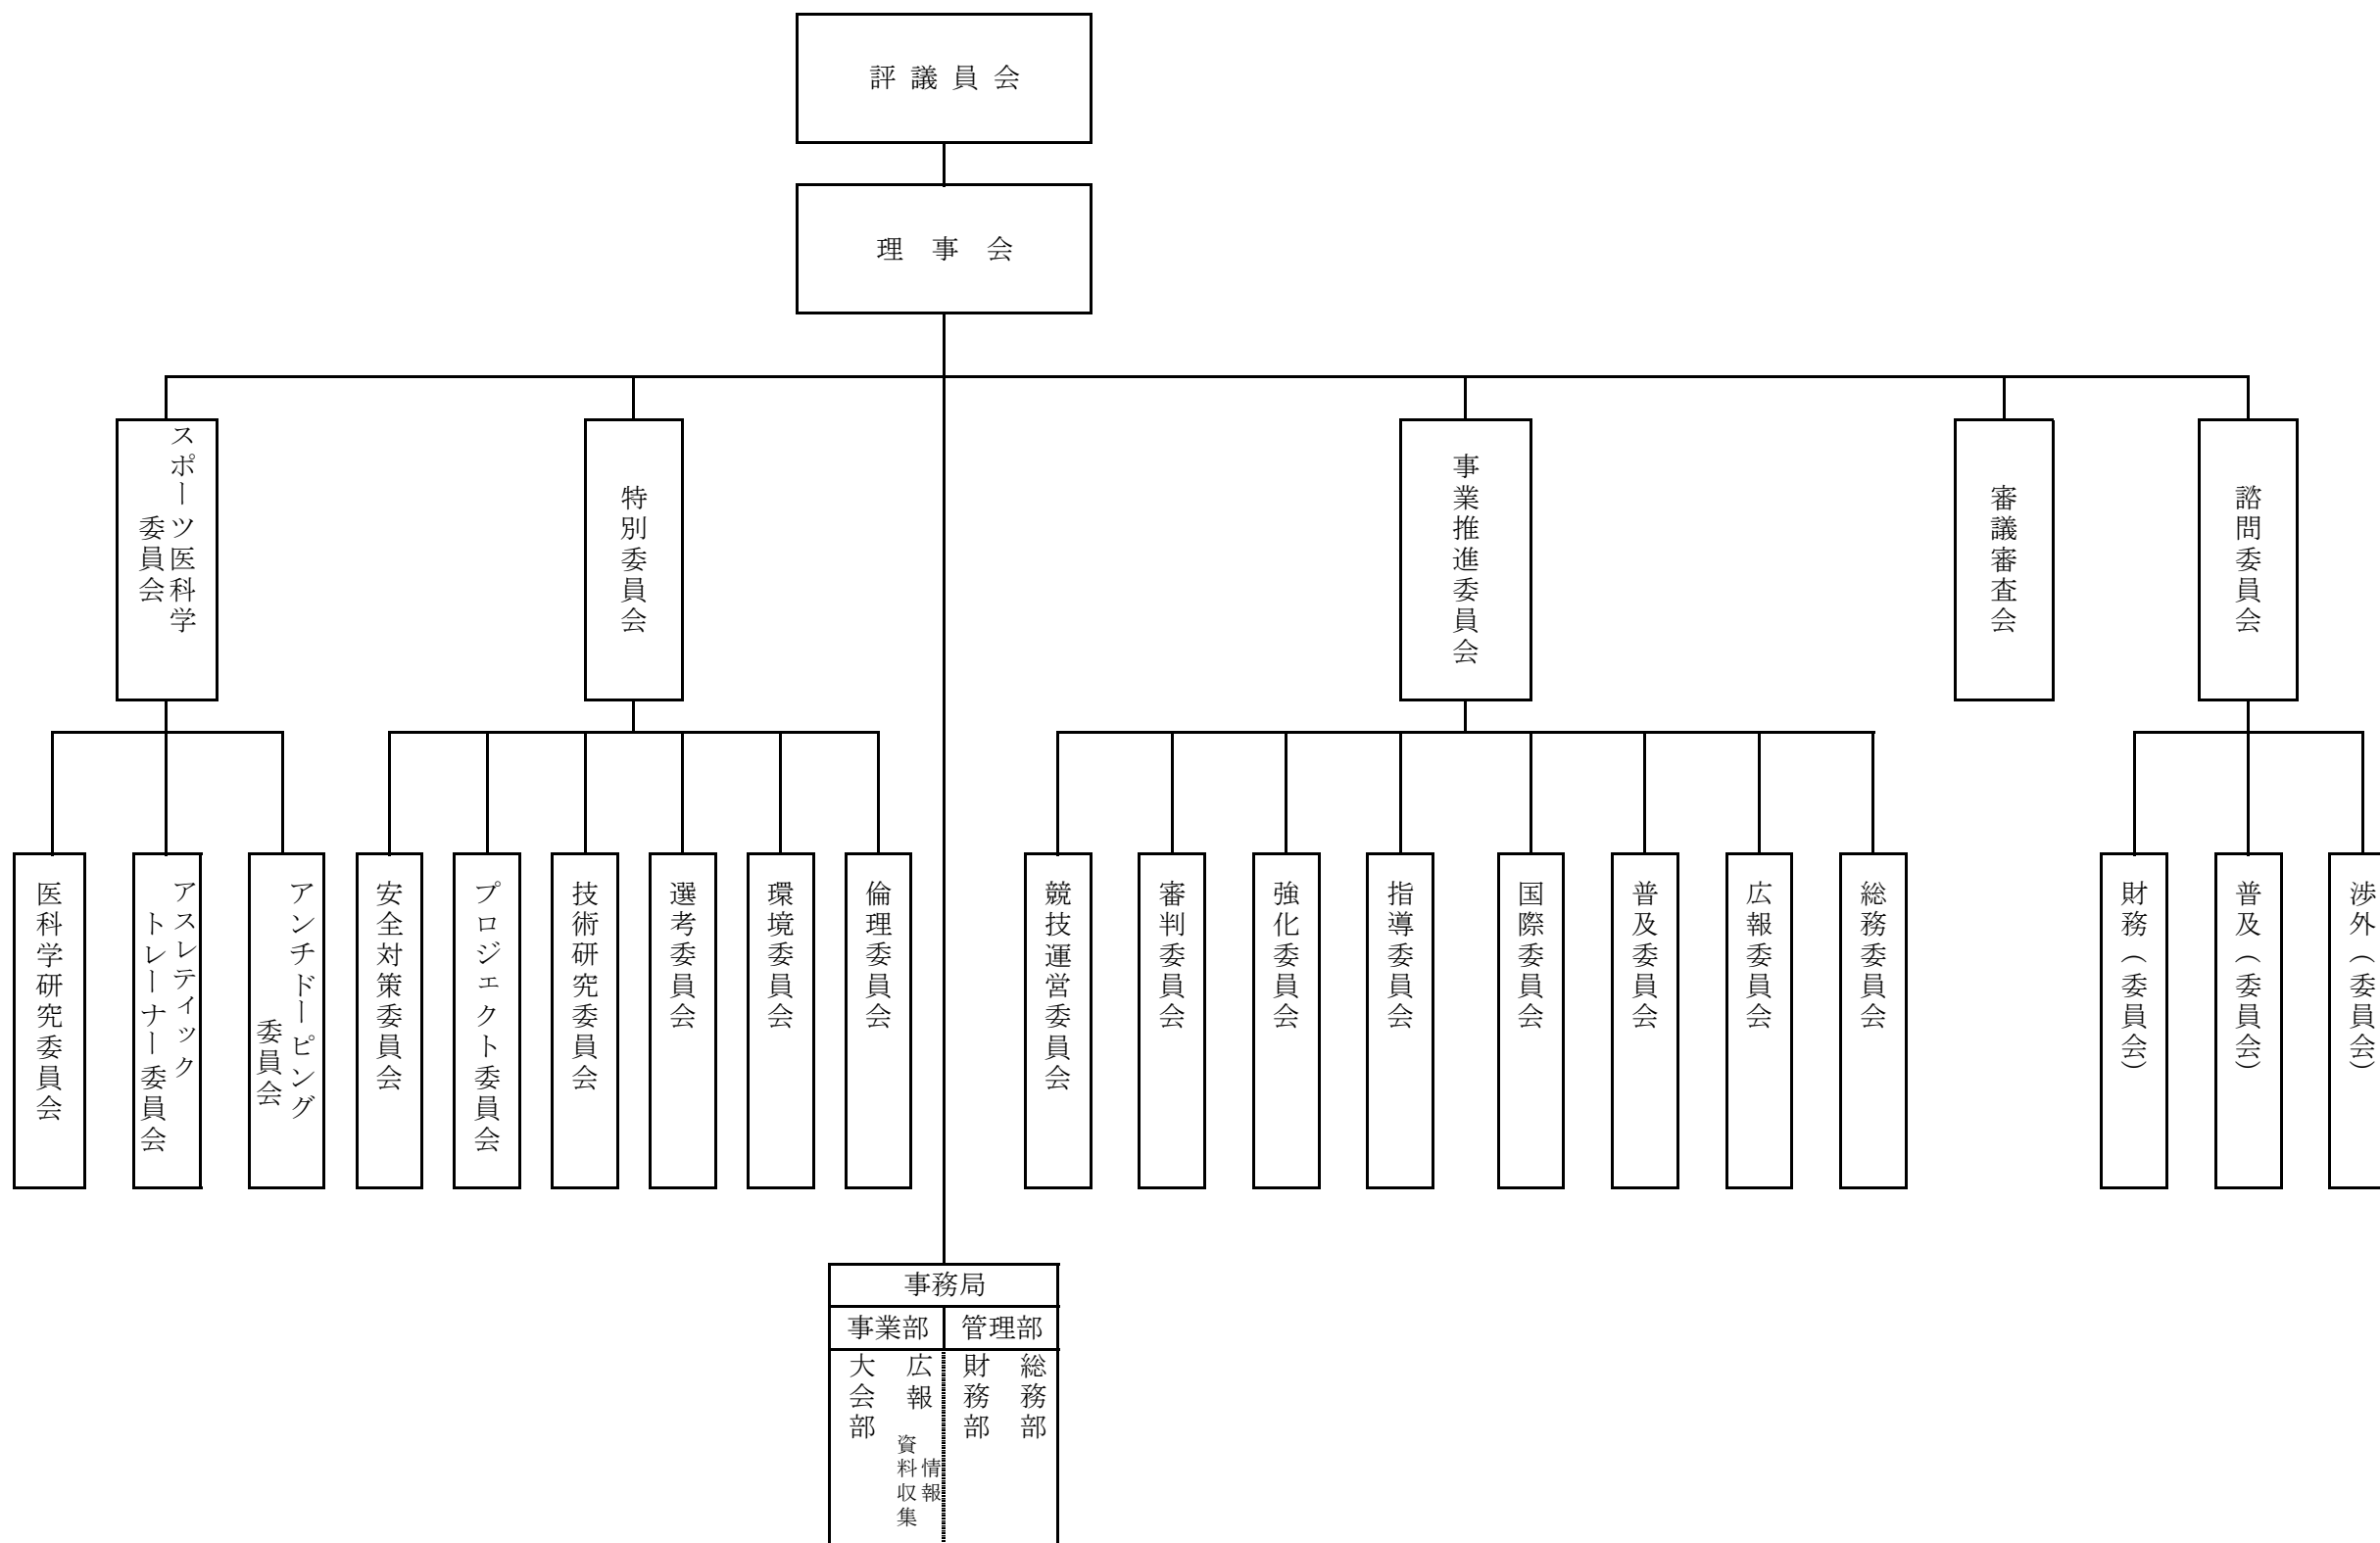 評議員会
理事会
スポーツ医科学
委員会
特別委員会
事業推進委員会
審議審査会
諮問委員会
医科学研究委員会
アスレティック
トレーナー委員会
アンチドーピング
委員会
安全対策委員会
プロジェクト委員会
技術研究委員会
選考委員会
環境委員会
倫理委員会
競技運営委員会
審判委員会
強化委員会
指導委員会
国際委員会
普及委員会
広報委員会
総務委員会
財務（委員会）
普及（委員会）
渉外（委員会）
事務局
事業部
管理部
大会部
広報
情報
資料収集
財務部
総務部